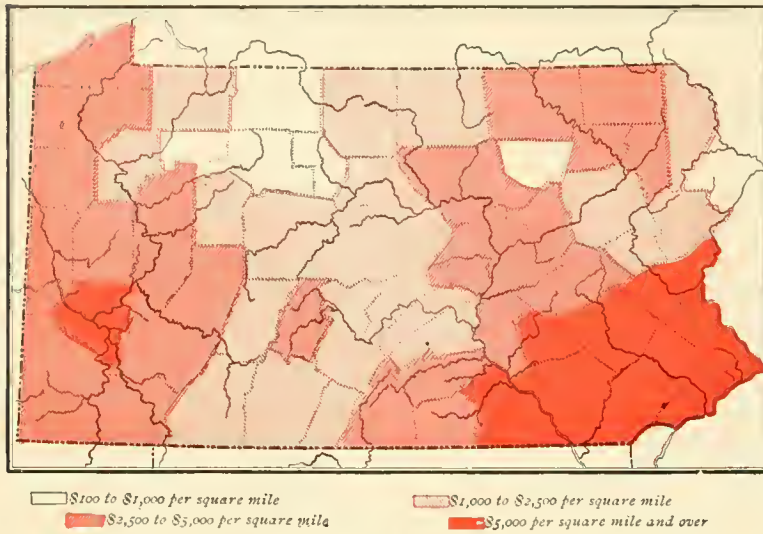 $100 to $1,000 per square mile
$1,000 to $2,500 per square mile
$2,500 to $5,000 per square mile
$5,000 per square mile and over